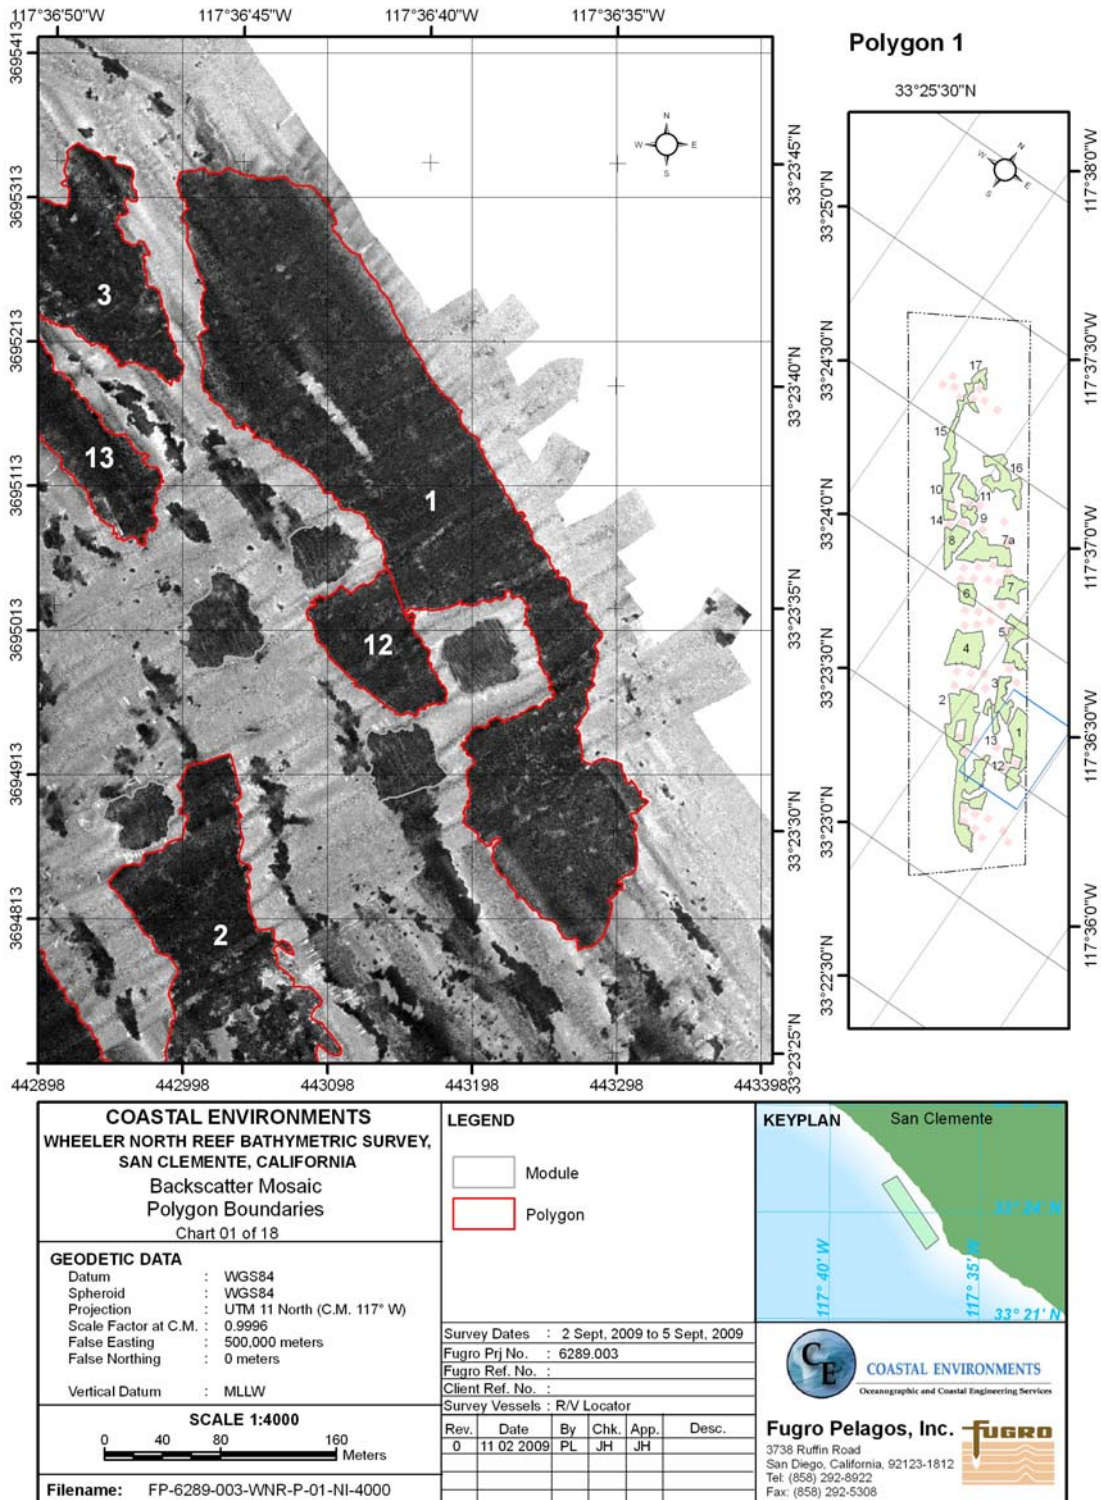 117°36'50"W 117°36'45"W 117°36'40"W 117°36'35"W
3695413
3695313
3695213
3695113
3695013
3694913
3694813
N
W E
S
3
13
1
12
2
33°23'45"N
33°23'40"N
33°23'35"N
33°23'30"N
33°23'25"N
442898 442998 443098 443198 443298 443398
Polygon 1
33°25'30"N
N
W E
S
33°25'0"N
33°24'30"N
33°24'0"N
33°23'30"N
33°23'0"N
33°22'30"N
117°38'0"W
117°37'30"W
117°37'0"W
117°36'30"W
117°36'0"W
17
15
16
10
11
14
9
8
7a
6
7
5
4
3
2
1
13
12
COASTAL ENVIRONMENTS
WHEELER NORTH REEF BATHYMETRIC SURVEY,
SAN CLEMENTE, CALIFORNIA
Backscatter Mosaic
Polygon Boundaries
Chart 01 of 18
GEODETIC DATA
Datum : WGS84
Spheroid : WGS84
Projection : UTM 11 North (C.M. 117° W)
Scale Factor at C.M. : 0.9996
False Easting : 500,000 meters
False Northing : 0 meters
Vertical Datum : MLLW
SCALE 1:4000
0 40 80 160
Meters
Filename: FP-6289-003-WNR-P-01-NI-4000
LEGEND
Module
Polygon
Survey Dates : 2 Sept, 2009 to 5 Sept, 2009
Fugro Prj No. : 6289.003
Fugro Ref. No. :
Client Ref. No. :
Survey Vessels : R/V Locator
Rev. Date By Chk. App. Desc.
0 11 02 2009 PL JH JH
KEYPLAN
San Clemente
33° 24' N
117° 40' W
117° 35' W
33° 21' N
CE
COASTAL ENVIRONMENTS
Oceanographic and Coastal Engineering Services
Fugro Pelagos, Inc.
3738 Ruffin Road
San Diego, California, 92123-1812
Tel: (858) 292-8922
Fax: (858) 292-5308
FUGRO